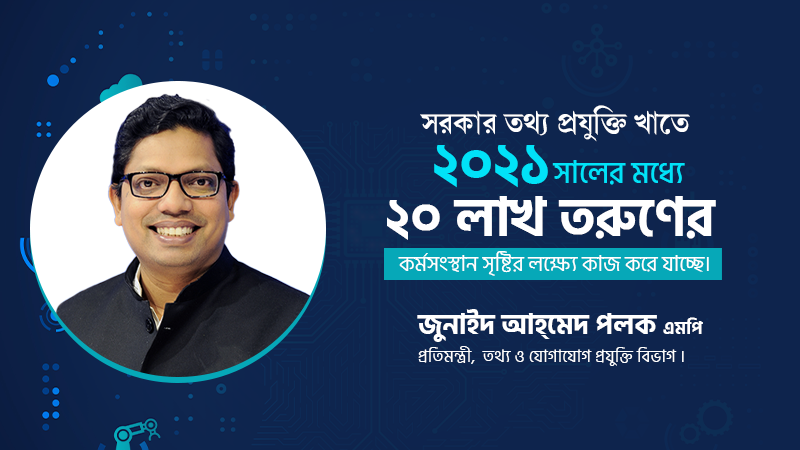 সরকার তথ্য প্রযুক্তি খাতে
২০২১ সালের মধ্যে
২০ লাখ তরুণের
কর্মসংস্থান সৃষ্টির লক্ষ্যে কাজ করে যাচ্ছে।
জুনাইদ আহ্‌মেদ পলক এমপি
প্রতিমন্ত্রী, তথ্য ও যোগাযোগ প্রযুক্তি বিভাগ ।